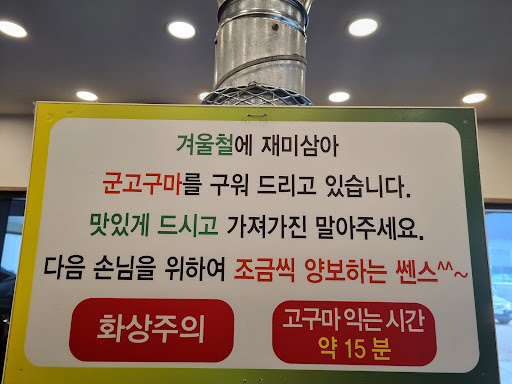 겨울철에 재미삼아
군고구마를 구워 드리고 있습니다.
맛있게 드시고 가져가진 말아주세요.
다음 손님을 위하여 조금씩 양보하는 쎈스^^~
화상주의
고구마 익는 시간
약 15 분